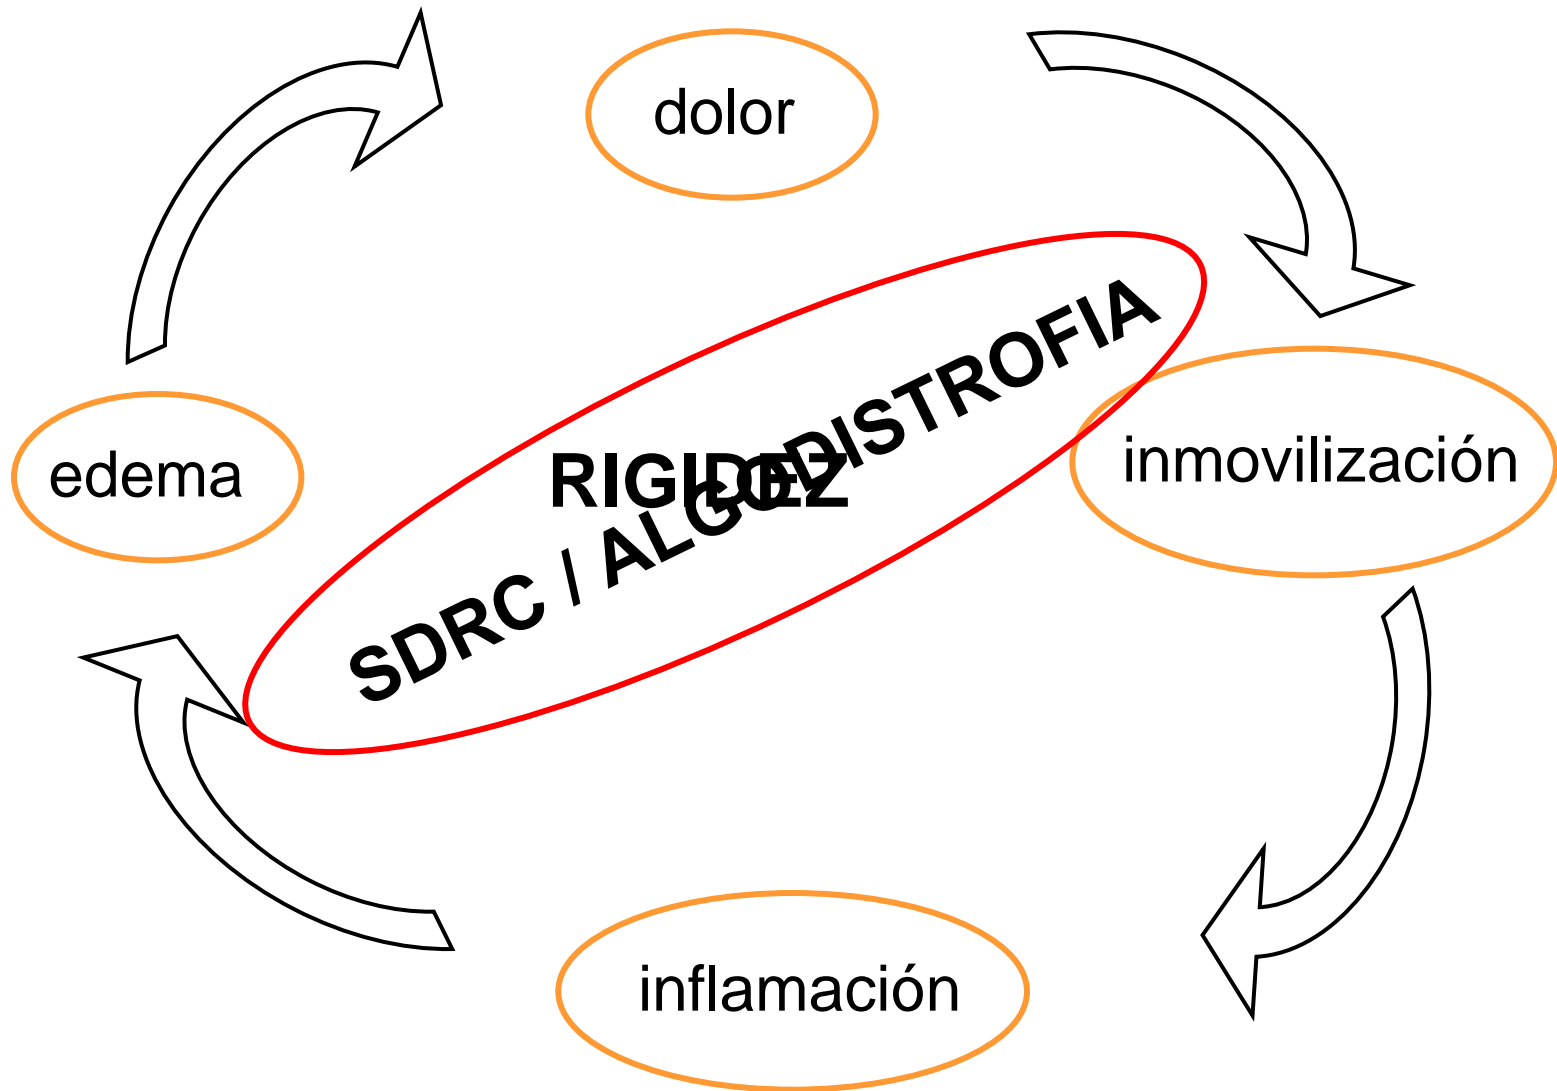 dolor
edema
RIGIDEZ
SDRC / ALGODISTROFIA
inmovilización
inflamación